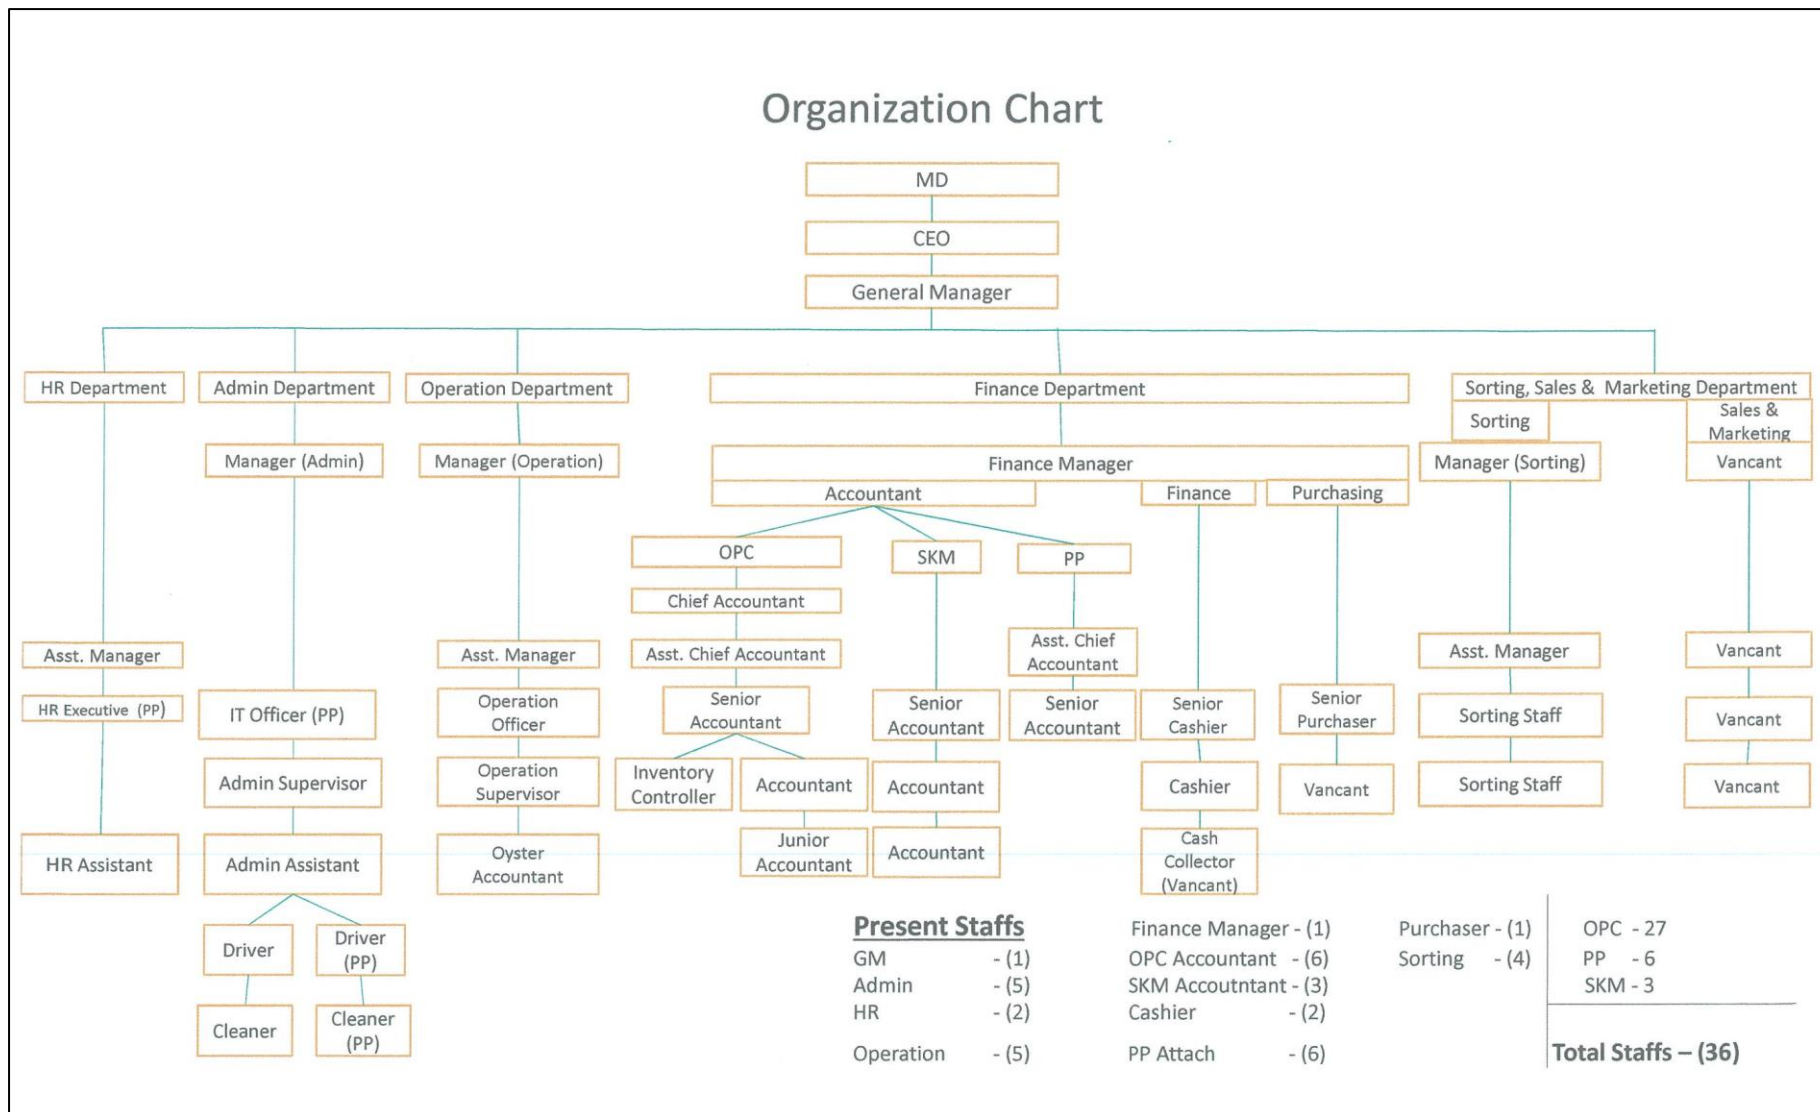 Organization Chart
MD
CEO
General Manager
HR Department
Admin Department
Operation Department
Finance Department
Sorting, Sales & Marketing Department
Sorting
Sales &
Marketing
Manager (Admin)
Manager (Operation)
Finance Manager
Manager (Sorting)
Vancant
Accountant
Finance
Purchasing
OPC
SKM
PP
Chief Accountant
Asst. Manager
Asst. Manager
Asst. Chief Accountant
Asst. Chief
Accountant
Asst. Manager
Vancant
HR Executive (PP)
IT Officer (PP)
Operation
Officer
Senior
Accountant
Senior
Accountant
Senior
Accountant
Senior
Cashier
Senior
Purchaser
Sorting Staff
Vancant
Admin Supervisor
Operation
Supervisor
Inventory
Controller
Accountant
Accountant
Cashier
Vancant
Sorting Staff
Vancant
HR Assistant
Admin Assistant
Oyster
Accountant
Junior
Accountant
Accountant
Cash
Collector
(Vancant)
Driver
Driver
(PP)
Cleaner
Cleaner
(PP)
Present Staffs
GM - (1)
Admin - (5)
HR - (2)
Operation - (5)
Finance Manager - (1)
OPC Accountant - (6)
SKM Accoutntant - (3)
Cashier - (2)
PP Attach - (6)
Purchaser - (1)
Sorting - (4)
OPC - 27
PP - 6
SKM - 3
Total Staffs – (36)